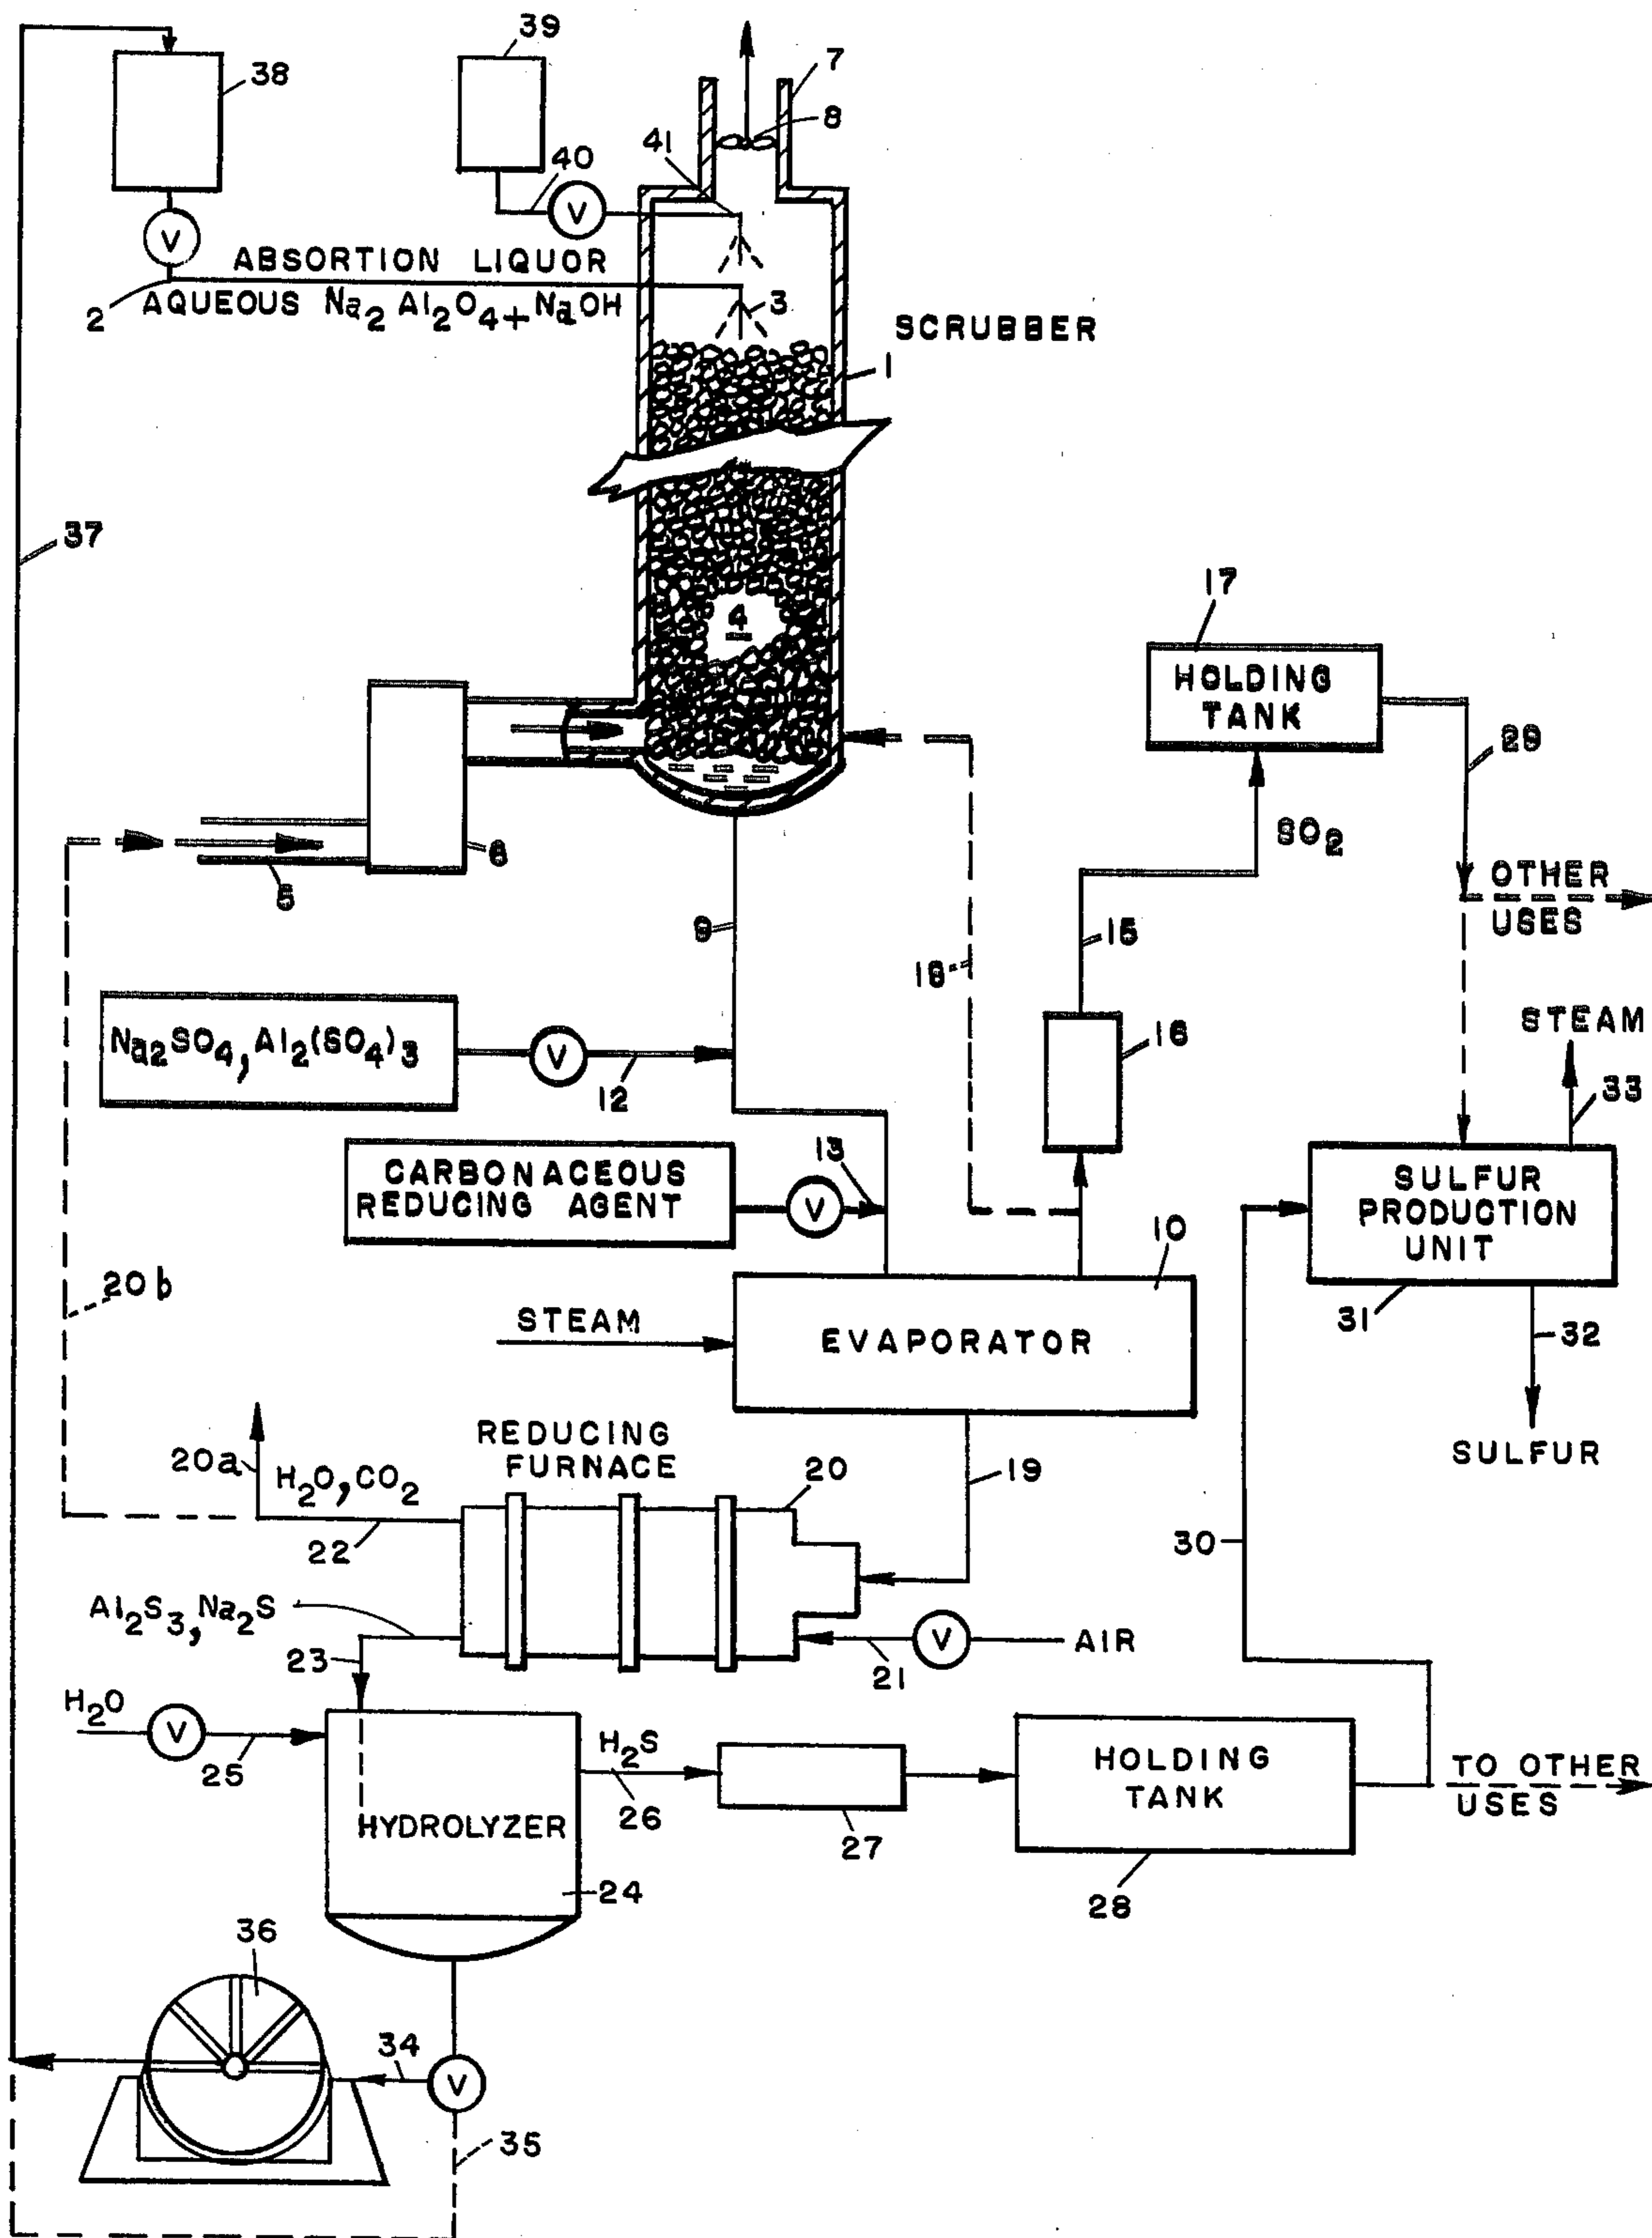 38
39
7
8
41
40
V
V
ABSORTION LIQUOR
2
AQUEOUS Na2 Al2O4 + NaOH
3
SCRUBBER
1
37
4
17
HOLDING
TANK
29
6
5
SO2
OTHER
USES
9
15
18
STEAM
Na2SO4, Al2(SO4)3
V
12
16
33
CARBONACEOUS
REDUCING AGENT
13
V
SULFUR
PRODUCTION
UNIT
10
20b
STEAM
EVAPORATOR
31
32
SULFUR
REDUCING
FURNACE
20a
H2O, CO2
20
19
22
30
Al2S3, Na2S
23
21
V
AIR
H2O
V
25
H2S
26
HYDROLYZER
24
27
HOLDING
TANK
28
TO OTHER
USES
36
34
V
35